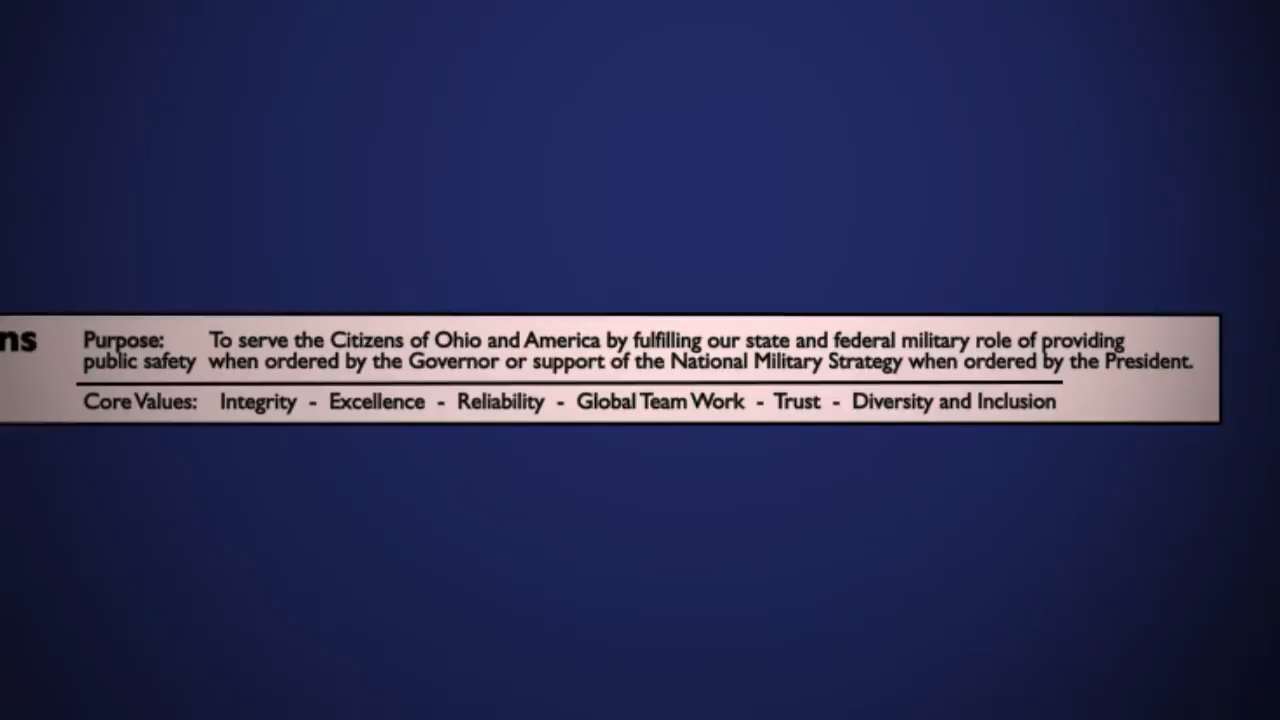 ns
Purpose: To serve the Citizens of Ohio and America by fulfilling our state and federal military role of providing
public safety when ordered by the Governor or support of the National Military Strategy when ordered by the President.
Core Values: Integrity - Excellence - Reliability - Global Team Work - Trust - Diversity and Inclusion